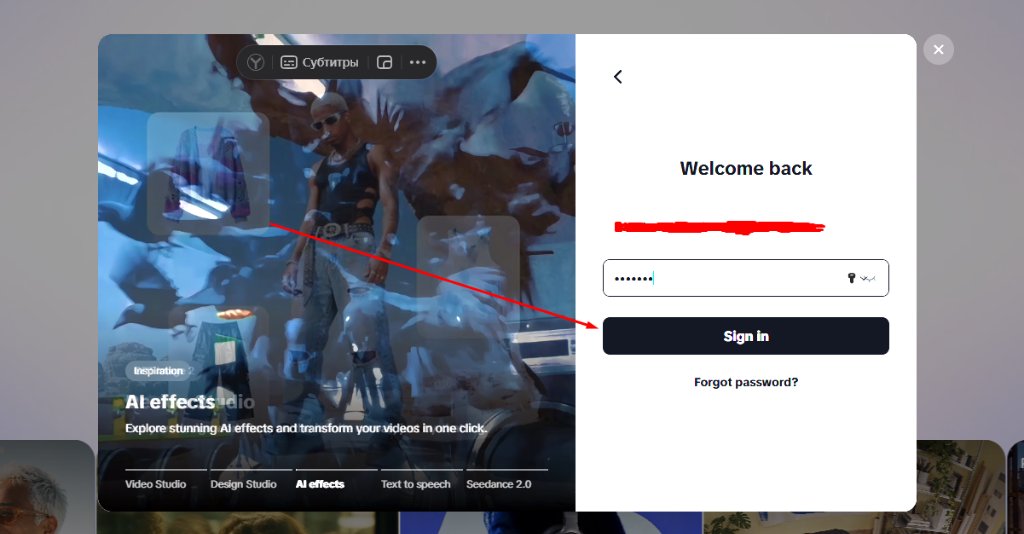 Субтитры
Welcome back
Sign in
Forgot password?
Inspiration
AI effects
Explore stunning AI effects and transform your videos in one click.
Video Studio
Design Studio
AI effects
Text to speech
Seedance 2.0